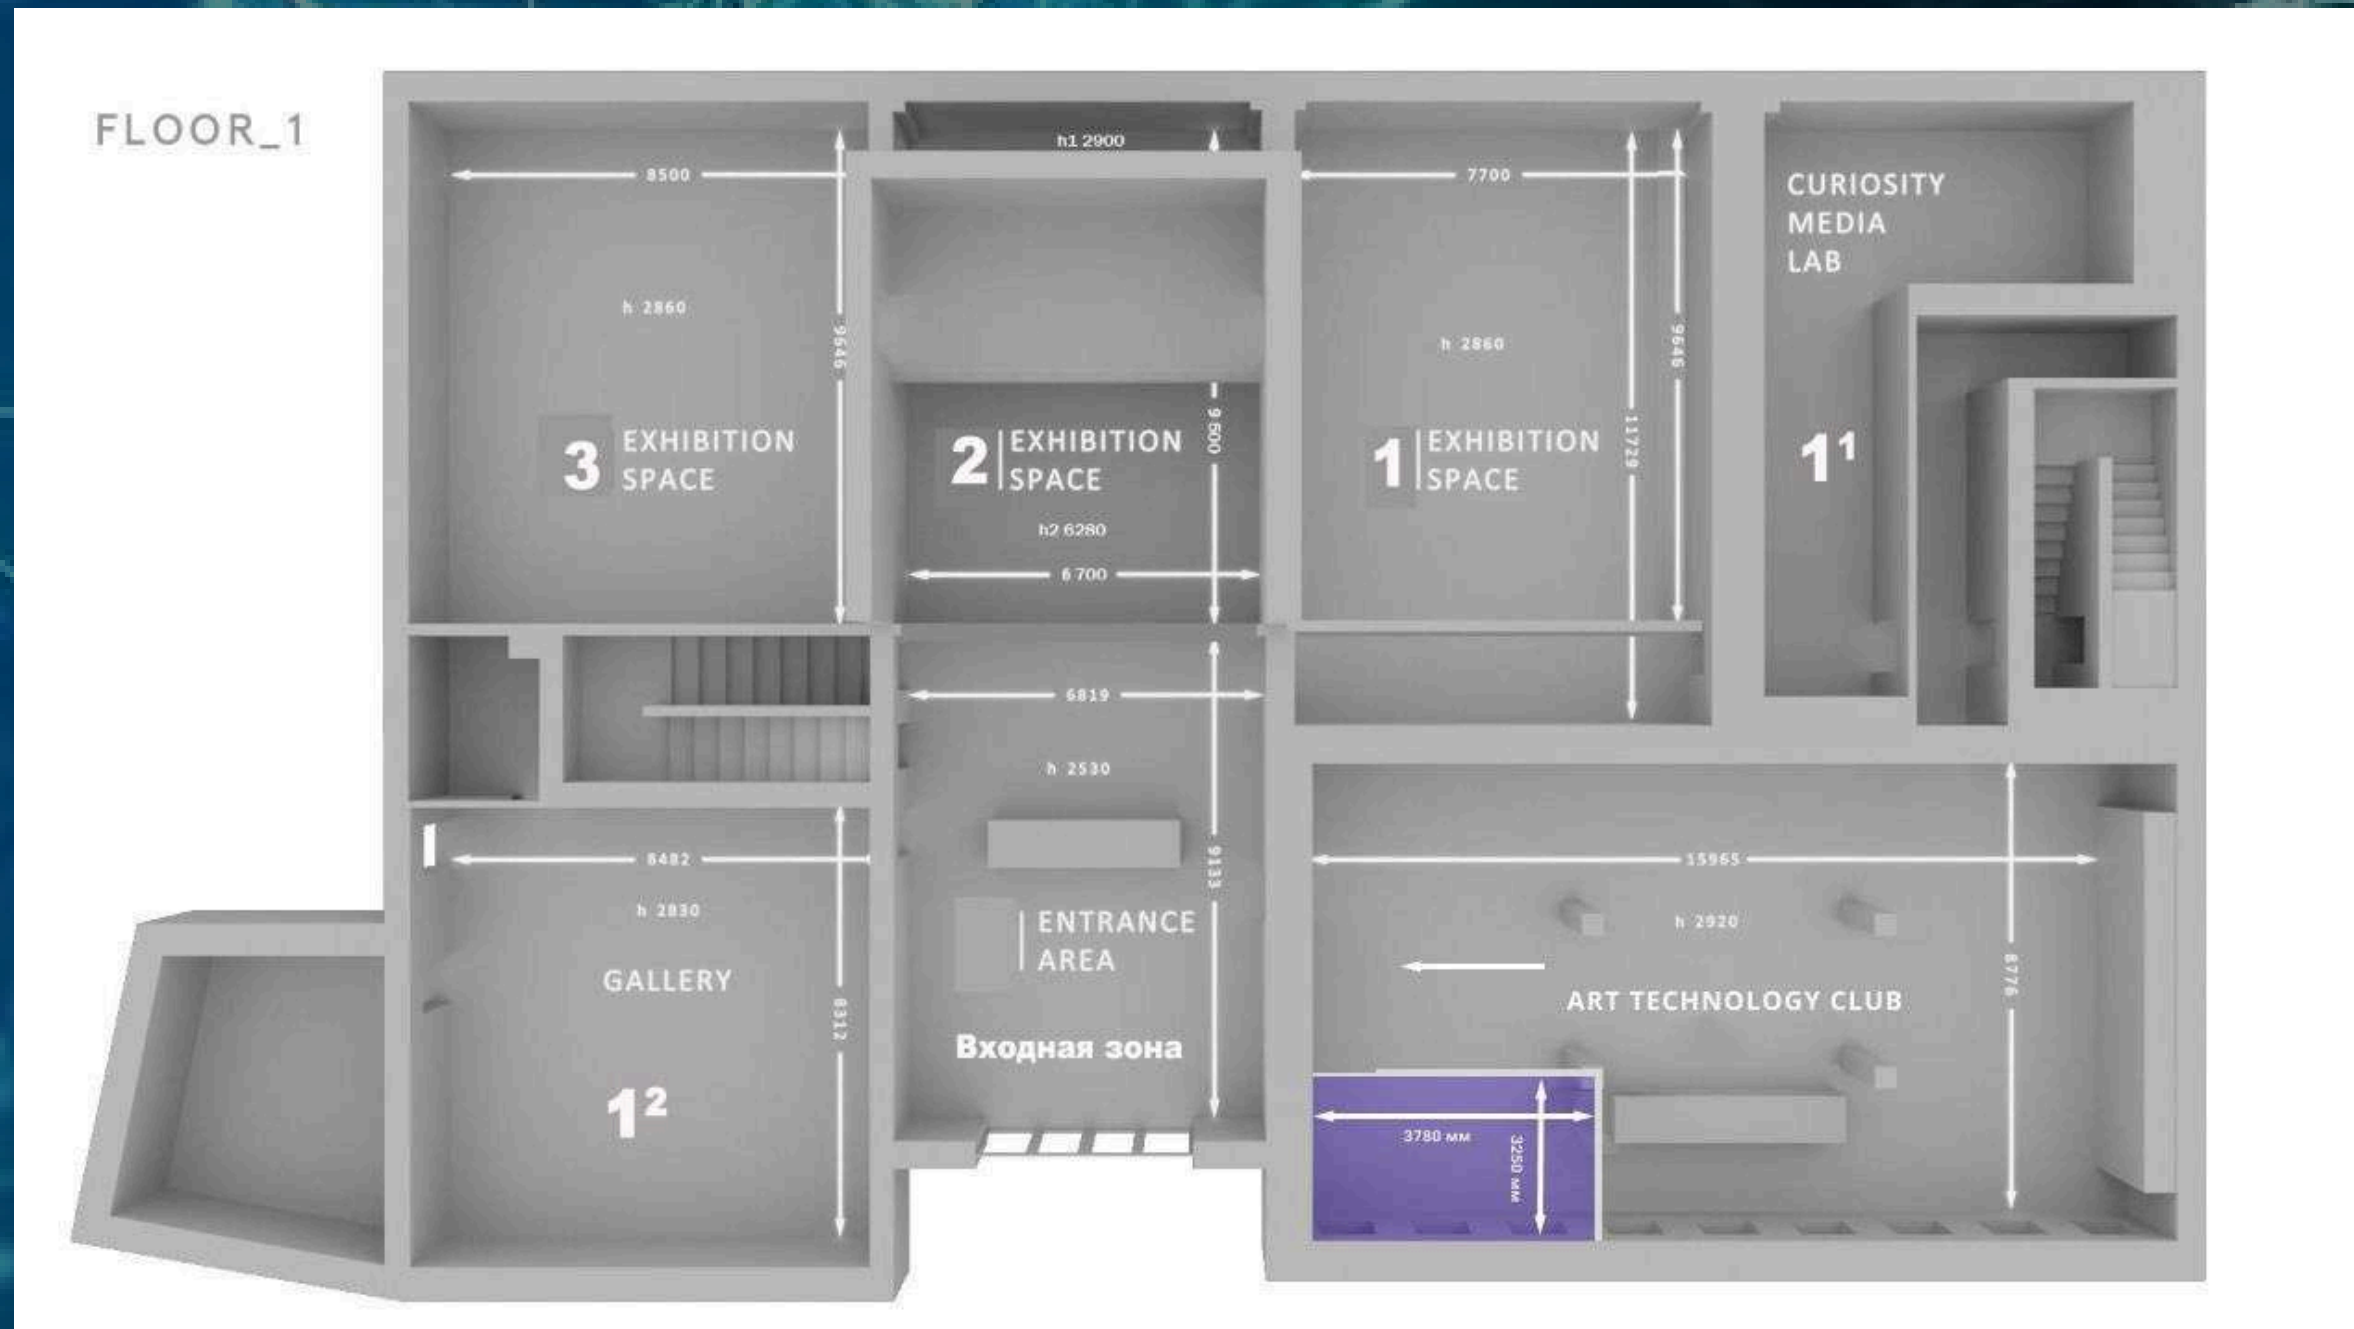 FLOOR_1
h1 2900
8500
7700
CURIOSITY
MEDIA
LAB
h 2860
9646
h 2860
9646
3 EXHIBITION
SPACE
2 EXHIBITION
SPACE
9 500
1 EXHIBITION
SPACE
11729
1¹
h2 6280
6 700
6819
h 2530
8482
h 2830
9133
15965
h 2920
8776
ENTRANCE
AREA
GALLERY
8312
ART TECHNOLOGY CLUB
Входная зона
1²
3780 мм
3250 мм